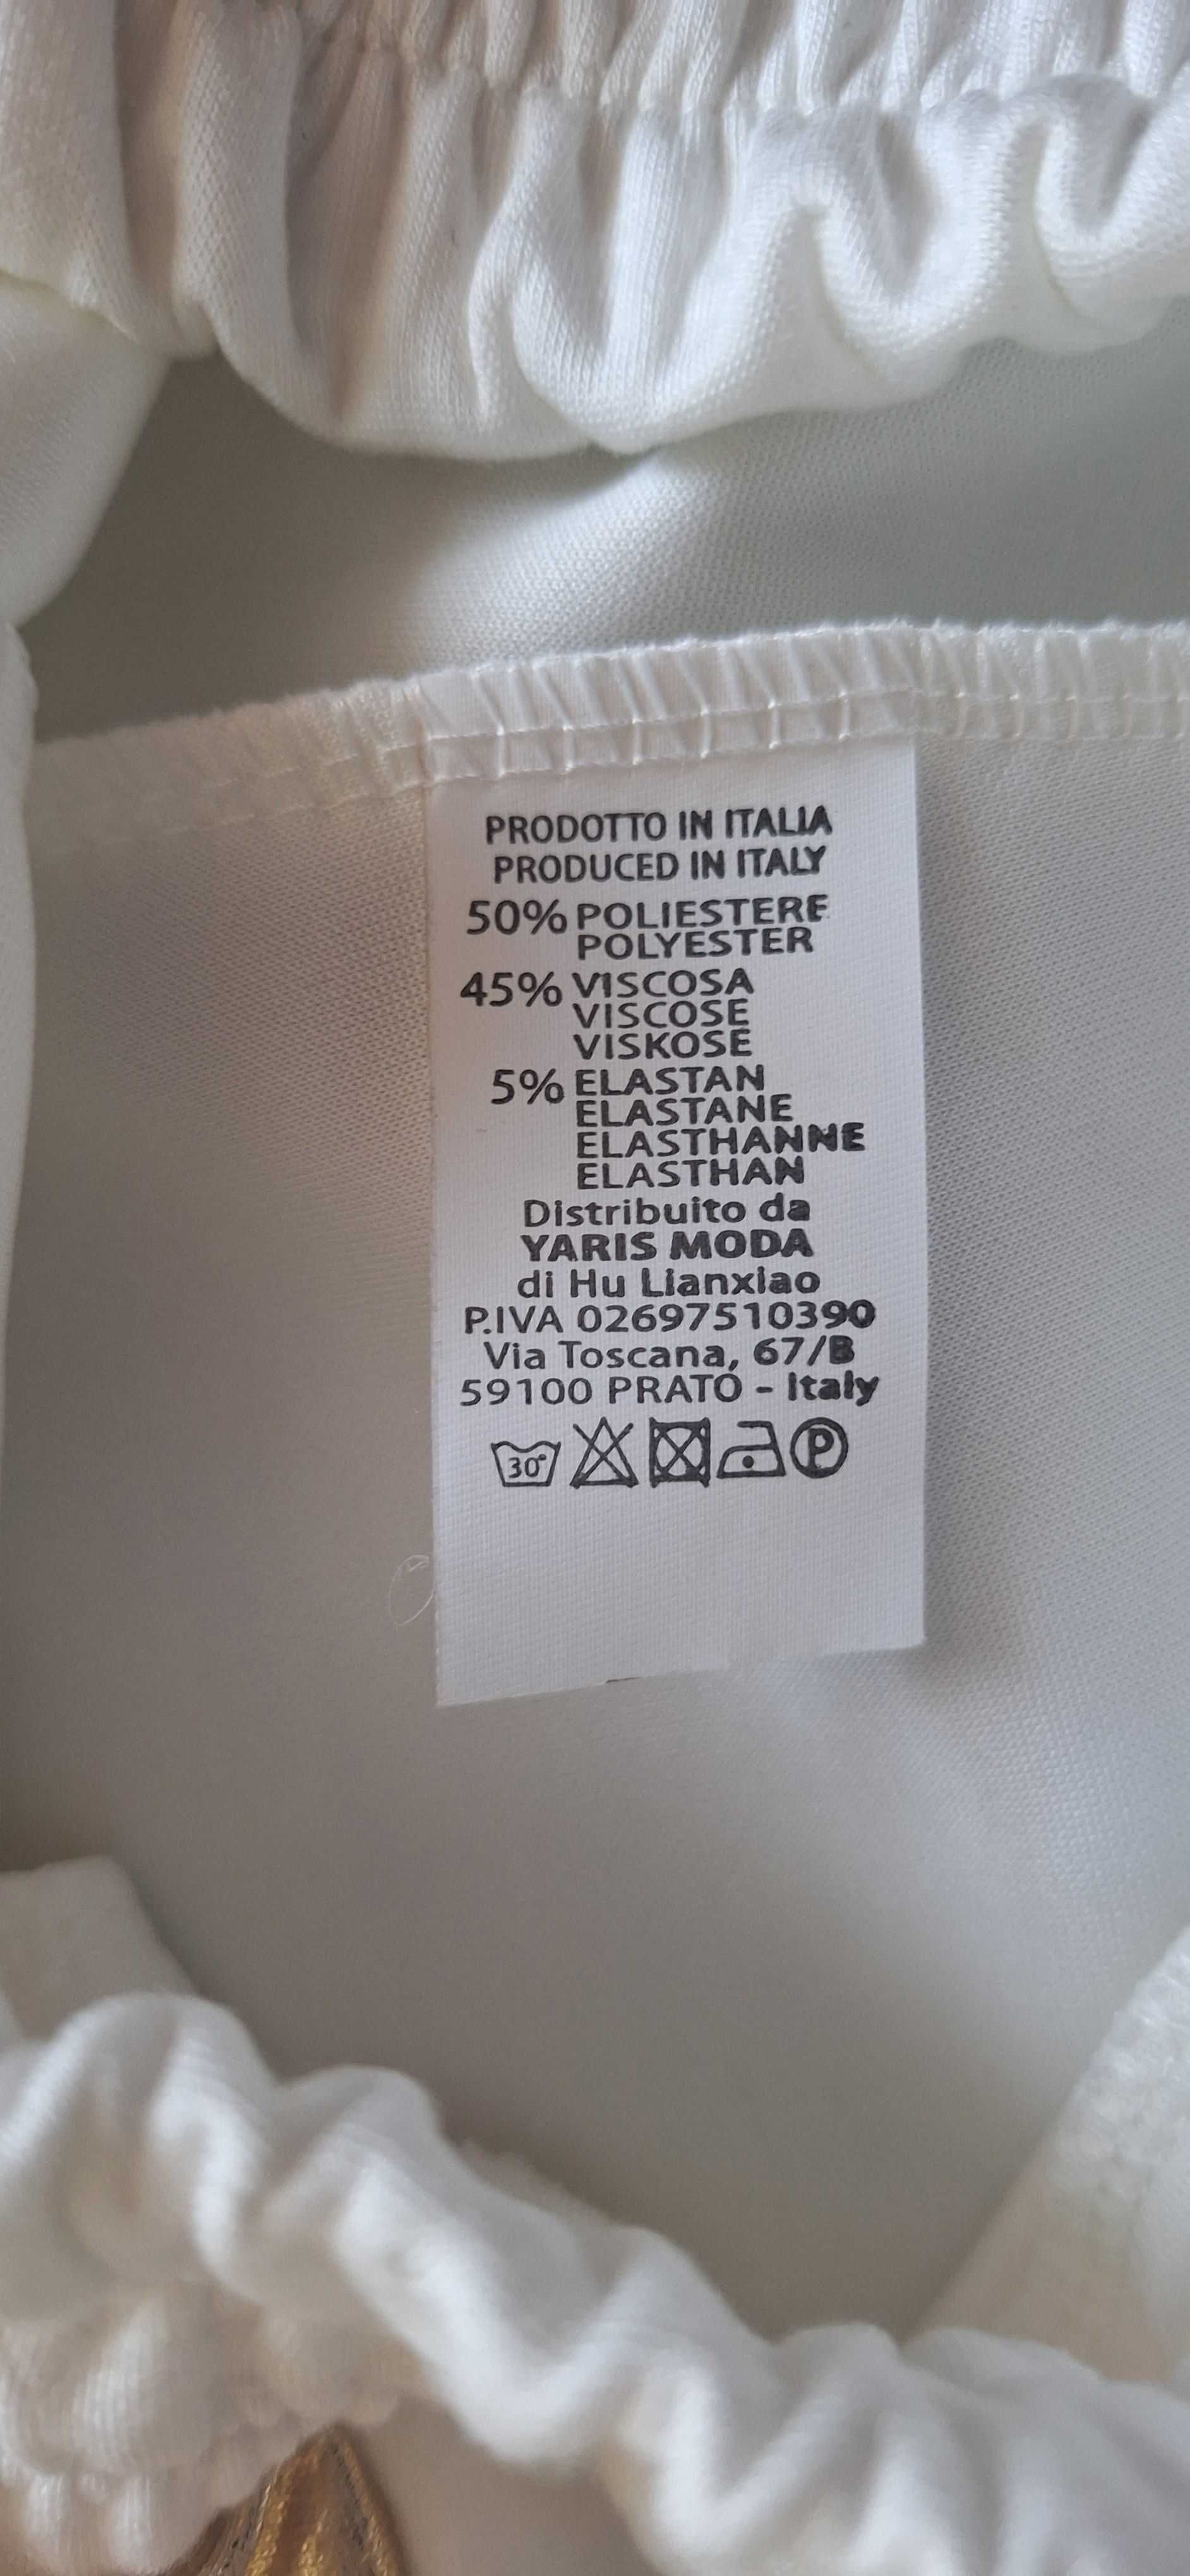 PRODOTTO IN ITALIA
PRODUCED IN ITALY
50% POLIESTERE
POLYESTER
45% VISCOSA
VISCOSE
VISKOSE
5% ELASTAN
ELASTANE
ELASTHANNE
ELASTHAN
Distribuito da
YARIS MODA
di Hu Lianxiao
P.IVA 02697510390
Via Toscana, 67/B
59100 PRATO - Italy
30° P